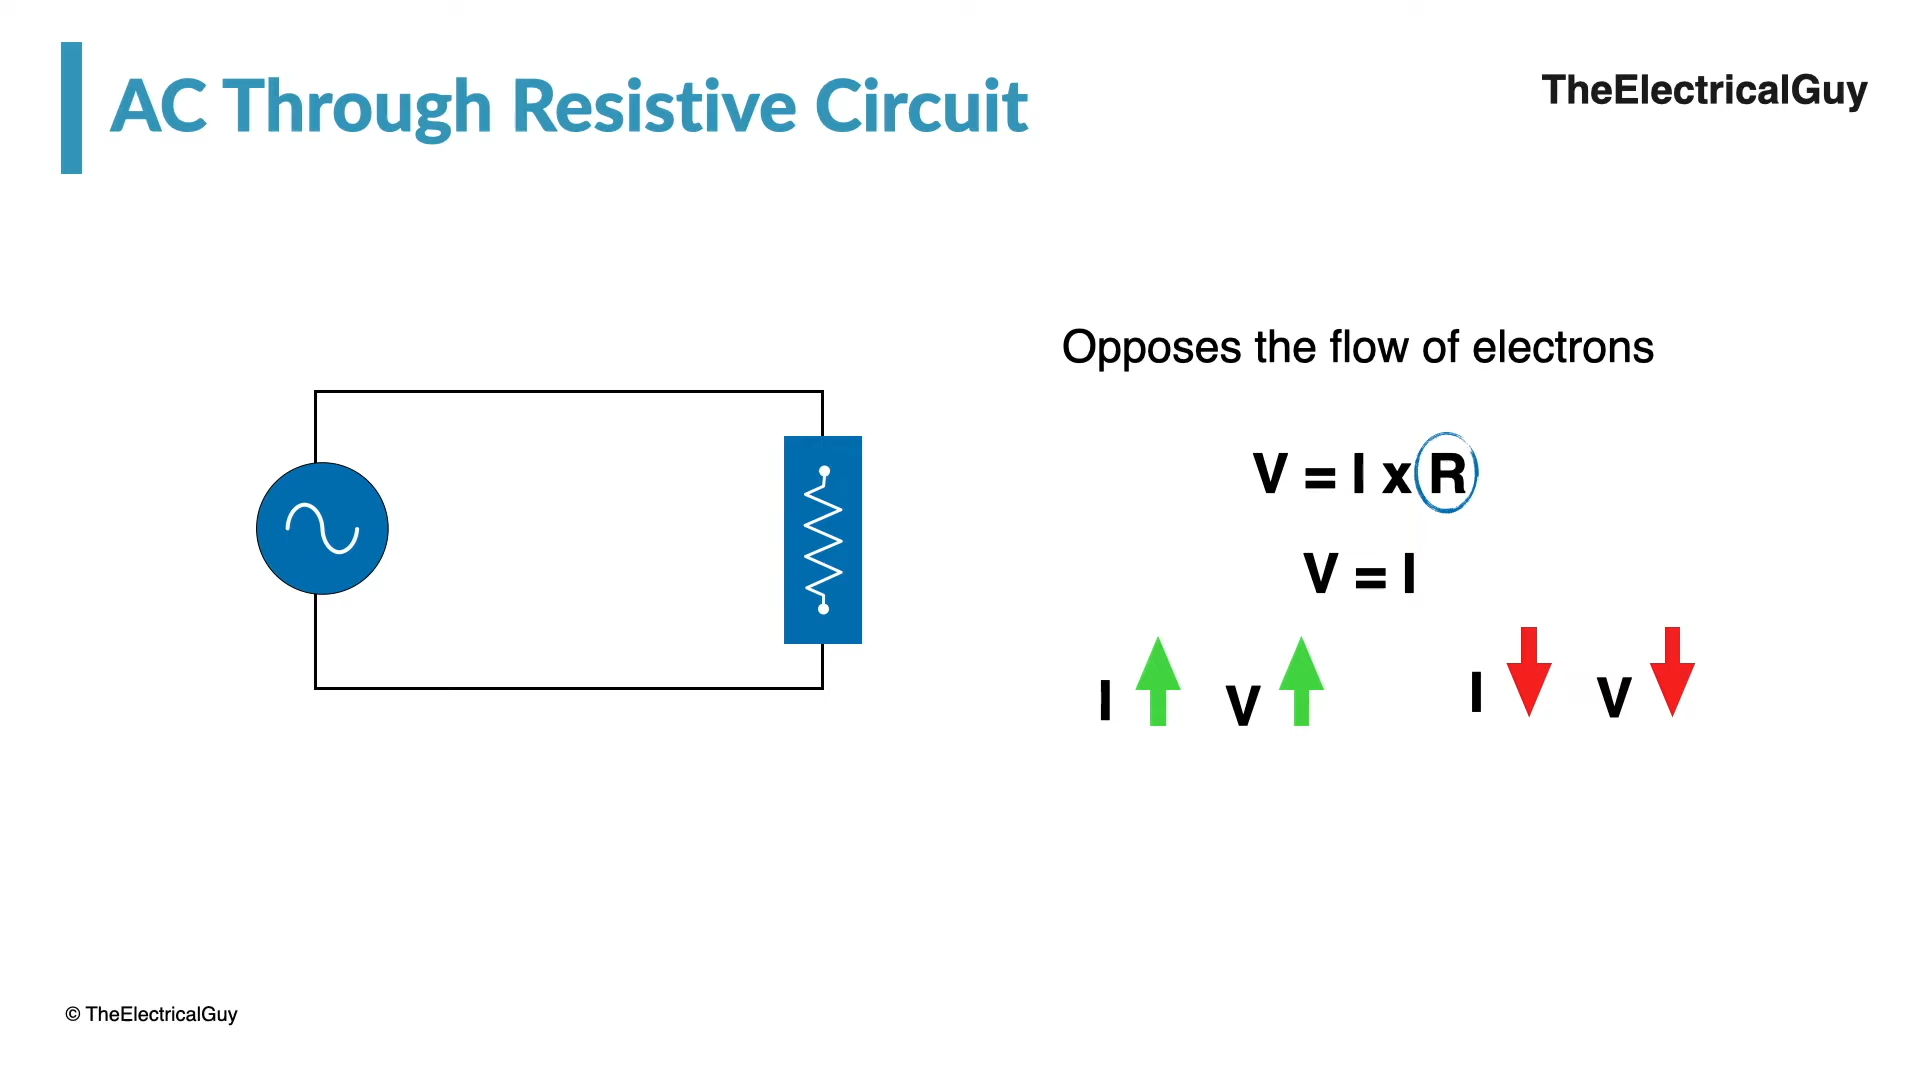 AC Through Resistive Circuit
TheElectricalGuy
Opposes the flow of electrons
V = I x R
V = I
I V I V
© TheElectricalGuy